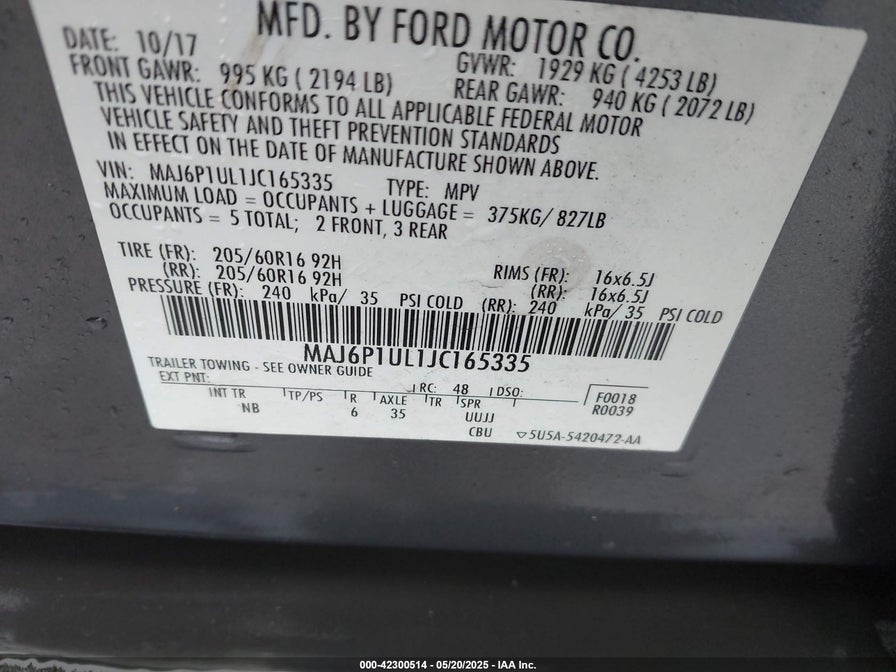 MFD. BY FORD MOTOR CO.
DATE: 10/17 GVWR: 1929 KG ( 4253 LB)
FRONT GAWR: 995 KG ( 2194 LB) REAR GAWR: 940 KG ( 2072 LB)
THIS VEHICLE CONFORMS TO ALL APPLICABLE FEDERAL MOTOR
VEHICLE SAFETY AND THEFT PREVENTION STANDARDS
IN EFFECT ON THE DATE OF MANUFACTURE SHOWN ABOVE.
VIN: MAJ6P1UL1JC165335 TYPE: MPV
MAXIMUM LOAD = OCCUPANTS + LUGGAGE = 375KG/ 827LB
OCCUPANTS = 5 TOTAL; 2 FRONT, 3 REAR
TIRE (FR): 205/60R16 92H RIMS (FR): 16x6.5J
(RR): 205/60R16 92H (RR): 16x6.5J
PRESSURE (FR): 240 kPa/ 35 PSI COLD (RR): 240 kPa/ 35 PSI COLD
MAJ6P1UL1JC165335
TRAILER TOWING - SEE OWNER GUIDE
EXT PNT: RC: 48 DSO: F0018
INT TR TP/PS R AXLE TR SPR R0039
NB 6 35 UUJJ
CBU 5U5A-5420472-AA
000-42300514 - 05/20/2025 - IAA Inc.